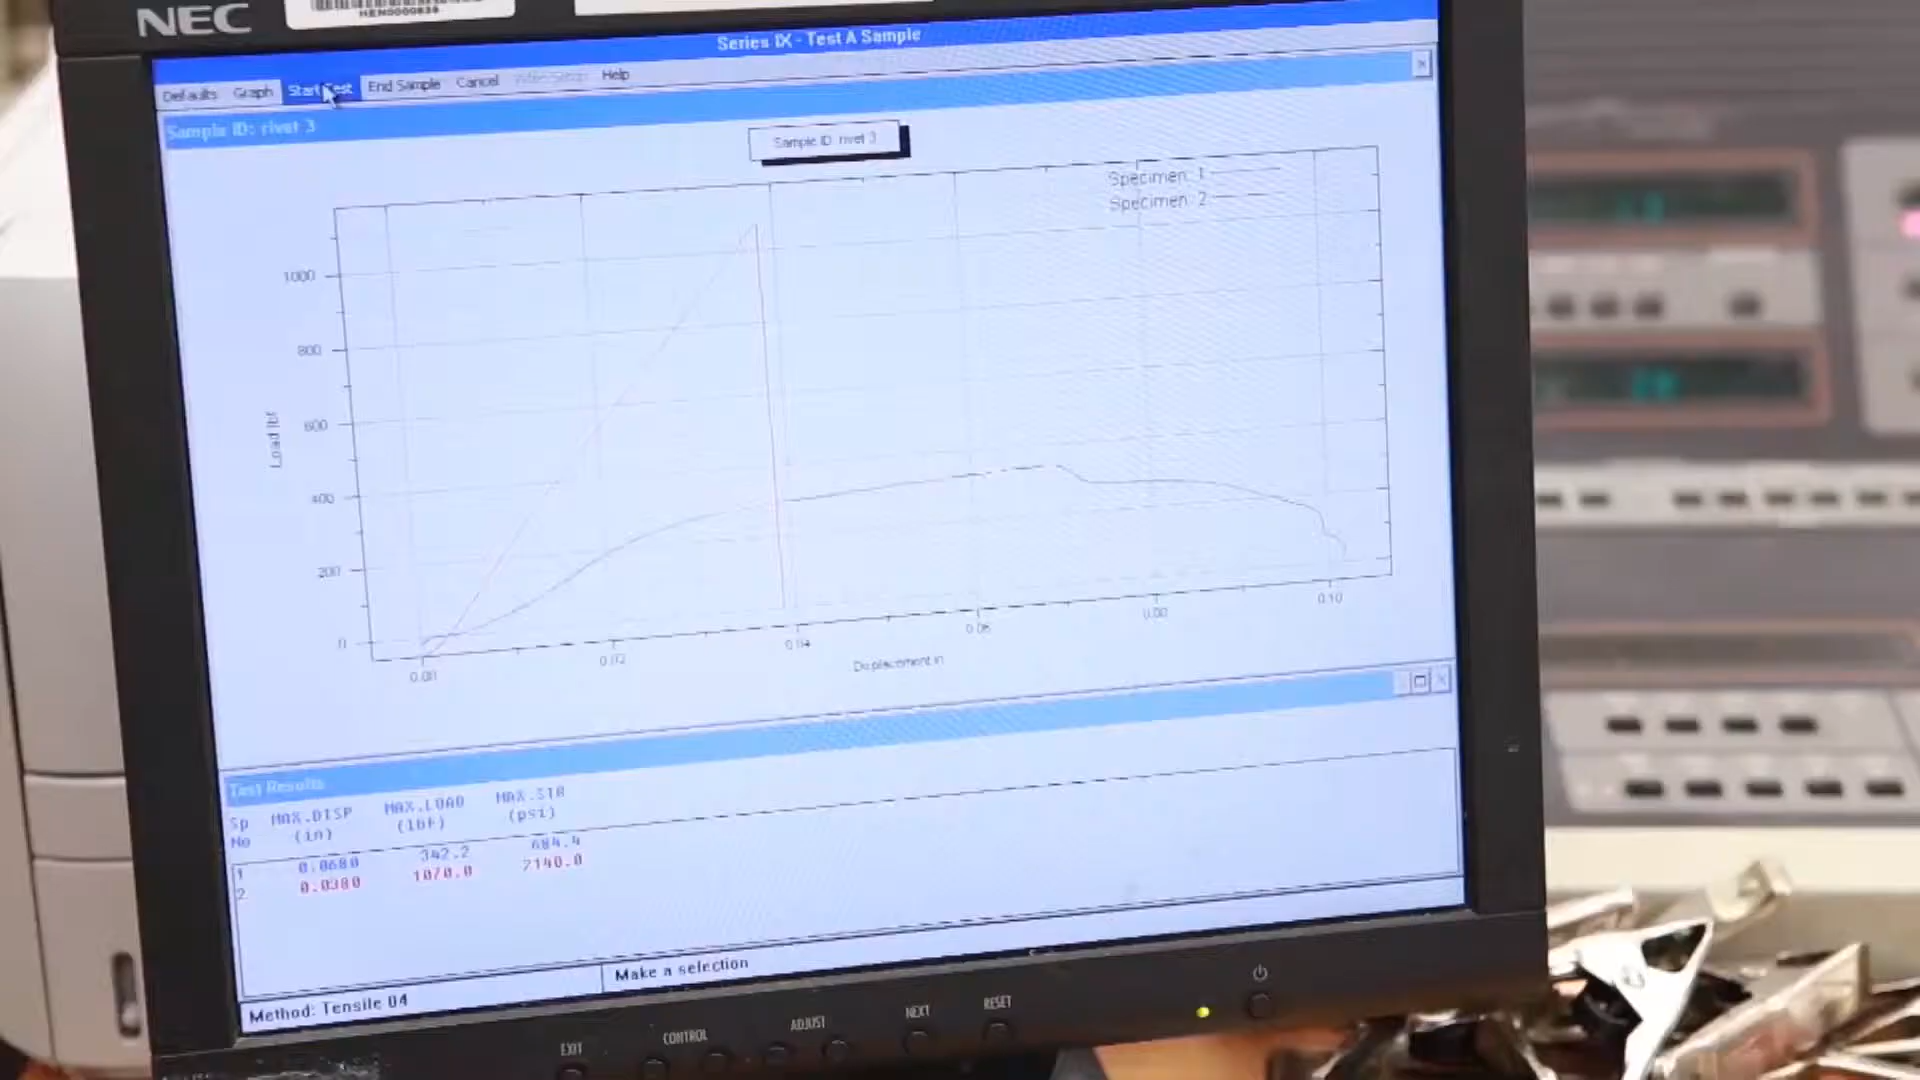 NEC
HEN0000838
Series IX - Test A Sample
Defaults Graph Start Test End Sample Cancel Help
Sample ID: rivet 3
Sample ID: rivet 3
Specimen 1
Specimen 2
1000
800
600
400
200
0
Load lbf
0.00 0.02 0.04 0.06 0.08 0.10
Displacement in
Test Results
Sp MAX.DISP MAX.LOAD MAX.STR
No (in) (lbf) (psi)
1 0.0680 342.2 684.4
2 0.0380 1070.0 2140.0
Make a selection
Method: Tensile 04
EXIT CONTROL ADJUST NEXT RESET